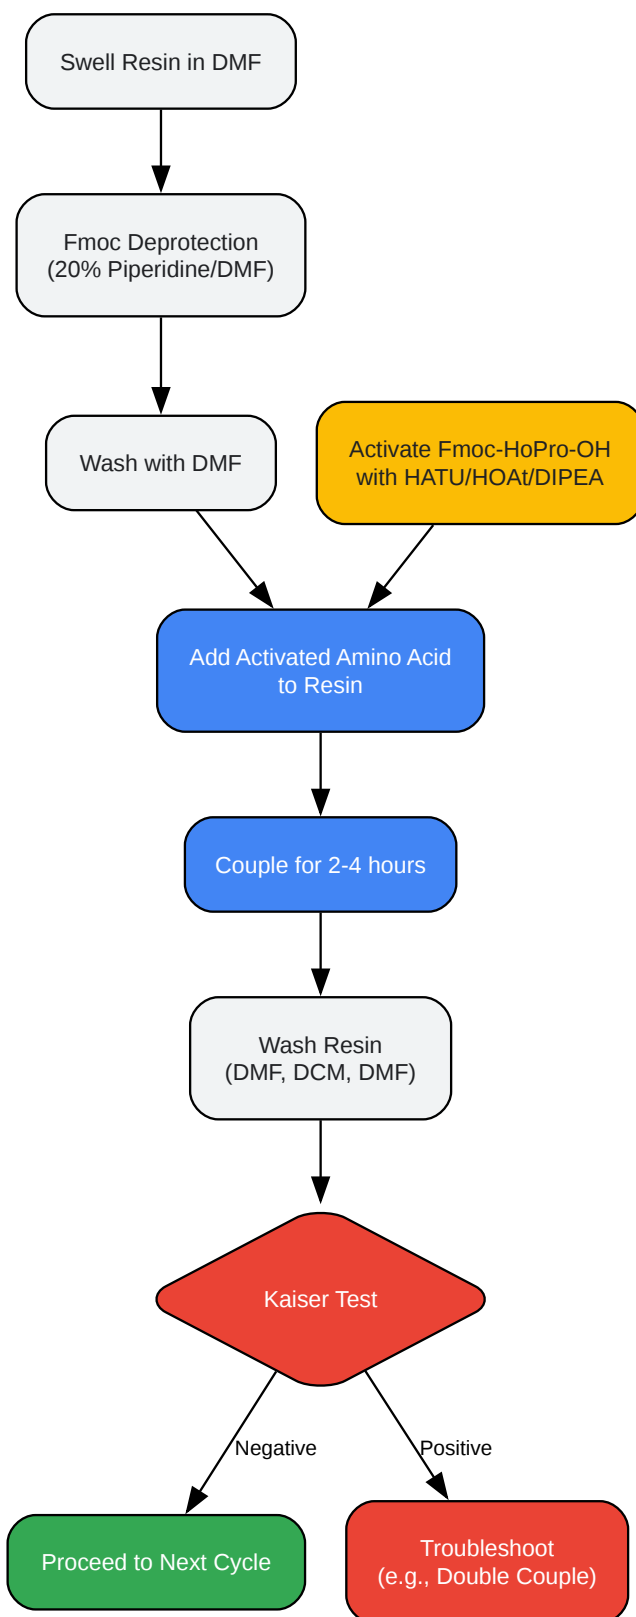 Swell Resin in DMF
Fmoc Deprotection
(20% Piperidine/DMF)
Wash with DMF
Activate Fmoc-HoPro-OH
with HATU/HOAt/DIPEA
Add Activated Amino Acid
to Resin
Couple for 2-4 hours
Wash Resin
(DMF, DCM, DMF)
Kaiser Test
Negative
Positive
Proceed to Next Cycle
Troubleshoot
(e.g., Double Couple)